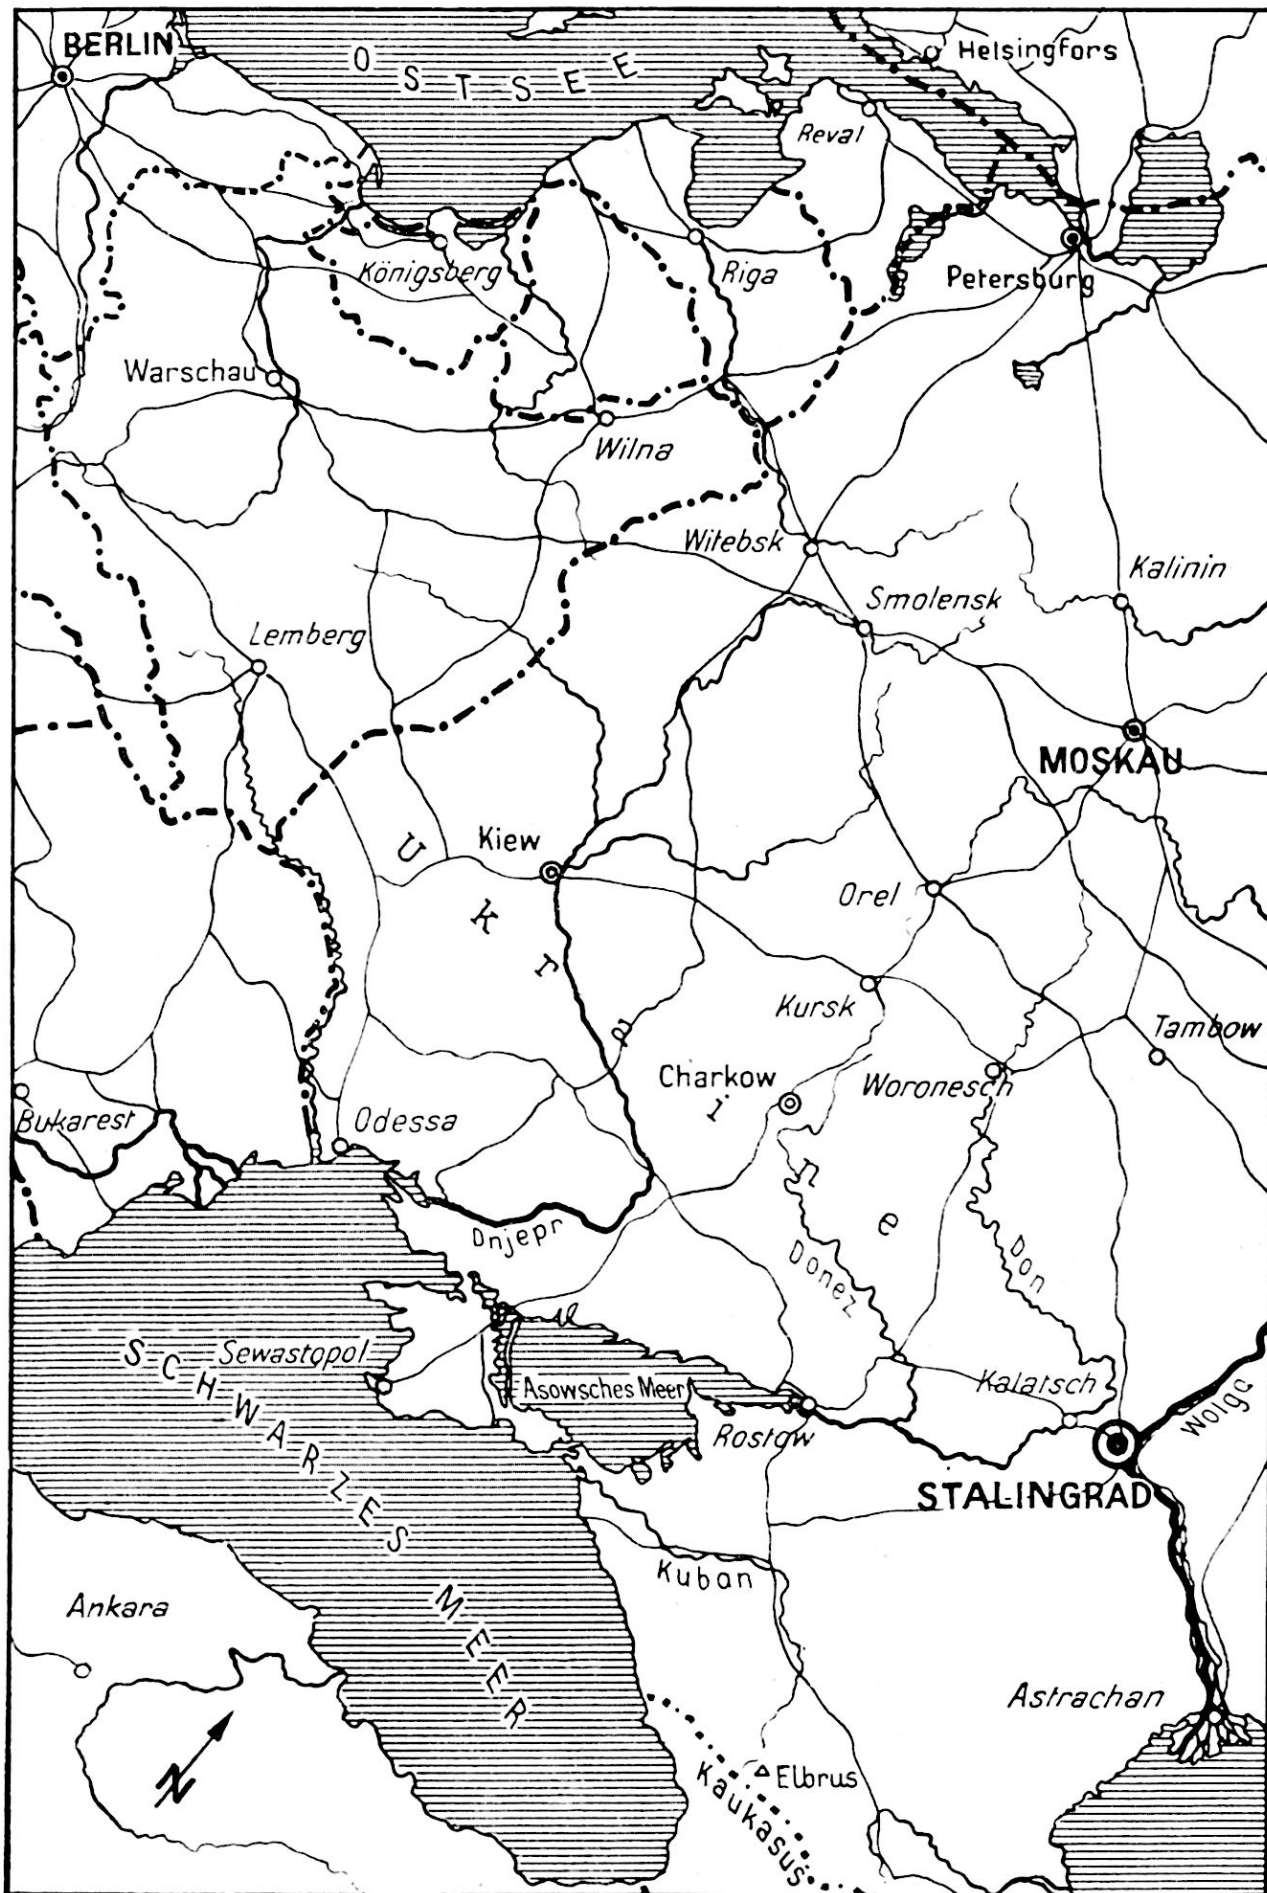 BERLIN
OSTSEE
Helsingfors
Reval
Königsberg
Riga
Petersburg
Warschau
Wilna
Witebsk
Kalinin
Smolensk
Lemberg
MOSKAU
Kiew
Ukraine
Orel
Kursk
Tambow
Charkow
Woronesch
Bukarest
Odessa
Dnjepr
Donez
Don
SCHWARZES MEER
Sewastopol
Asowsches Meer
Kalatsch
Rostow
Wolga
STALINGRAD
Kuban
Ankara
Astrachan
N
Elbrus
Kaukasus